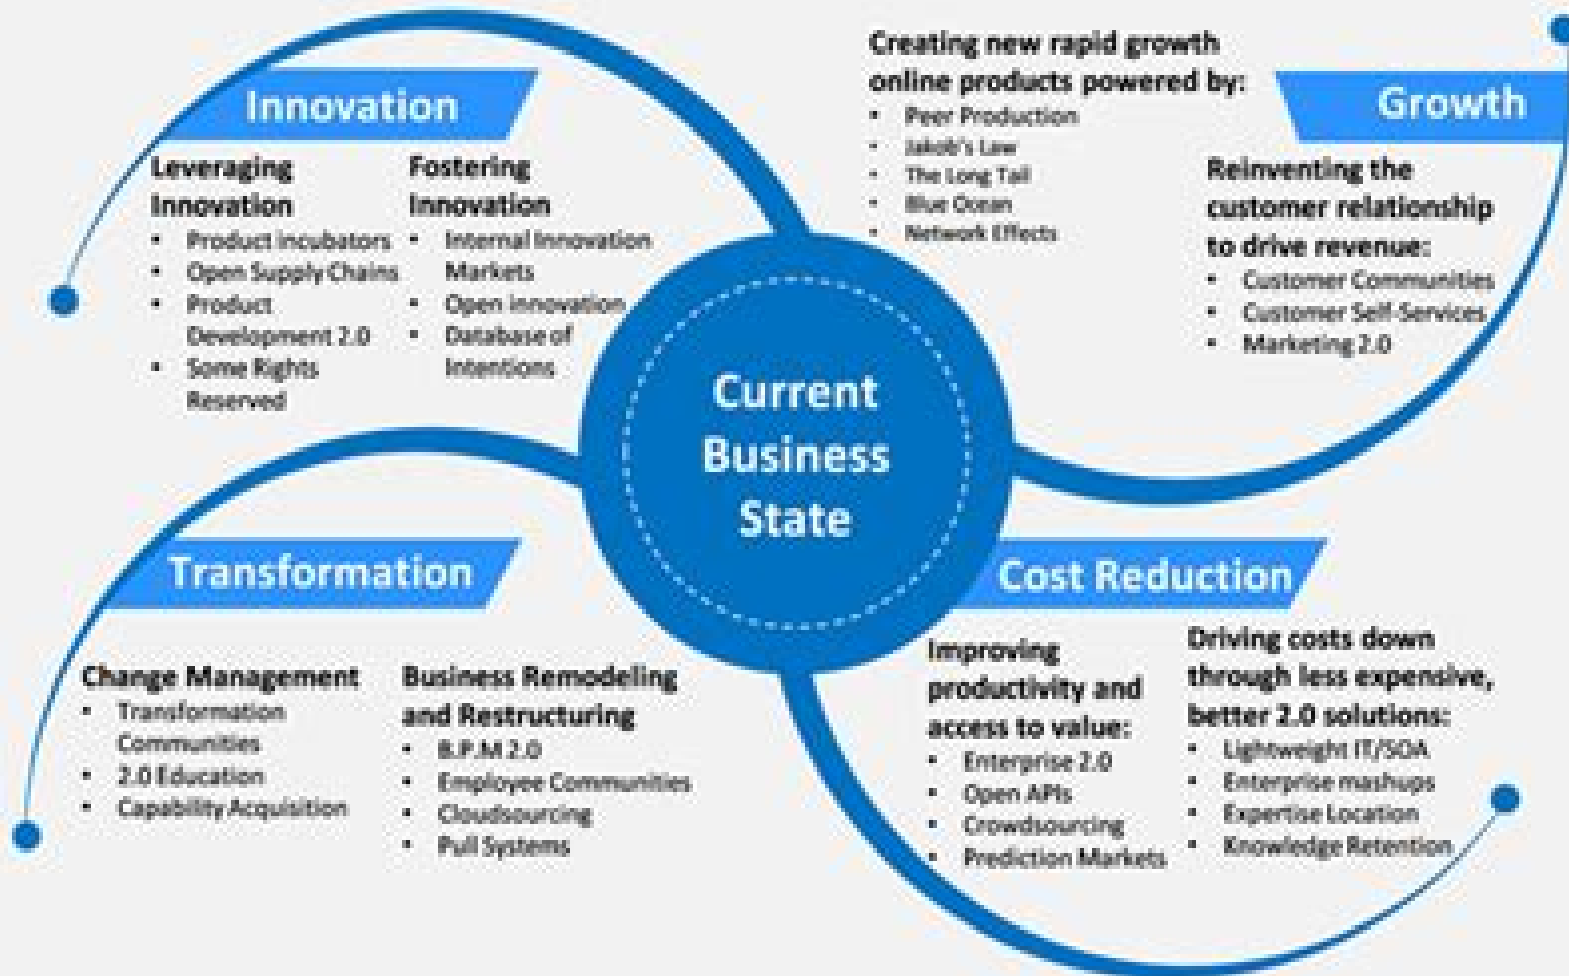 Innovation
Leveraging
Innovation
• Product incubators
• Open Supply Chains
• Product
Development 2.0
• Some Rights
Reserved
Fostering
Innovation
• Internal Innovation
Markets
• Open innovation
• Database of
Intentions
Creating new rapid growth
online products powered by:
• Peer Production
• Jakob's Law
• The Long Tail
• Blue Ocean
• Network Effects
Growth
Reinventing the
customer relationship
to drive revenue:
• Customer Communities
• Customer Self-Services
• Marketing 2.0
Current
Business
State
Transformation
Change Management
• Transformation
Communities
• 2.0 Education
• Capability Acquisition
Business Remodeling
and Restructuring
• B.P.M 2.0
• Employee Communities
• Cloudsourcing
• Pull Systems
Cost Reduction
Improving
productivity and
access to value:
• Enterprise 2.0
• Open APIs
• Crowdsourcing
• Prediction Markets
Driving costs down
through less expensive,
better 2.0 solutions:
• Lightweight IT/SOA
• Enterprise mashups
• Expertise Location
• Knowledge Retention